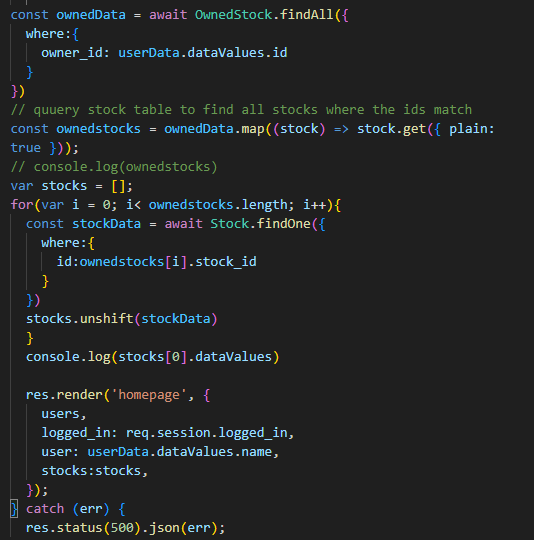 const ownedData = await OwnedStock.findAll({
where:{
owner_id: userData.dataValues.id
}
})
// quuery stock table to find all stocks where the ids match
const ownedstocks = ownedData.map((stock) => stock.get({ plain:
true }));
// console.log(ownedstocks)
var stocks = [];
for(var i = 0; i< ownedstocks.length; i++){
const stockData = await Stock.findOne({
where:{
id:ownedstocks[i].stock_id
}
})
stocks.unshift(stockData)
}
console.log(stocks[0].dataValues)
res.render('homepage', {
users,
logged_in: req.session.logged_in,
user: userData.dataValues.name,
stocks:stocks,
});
} catch (err) {
res.status(500).json(err);